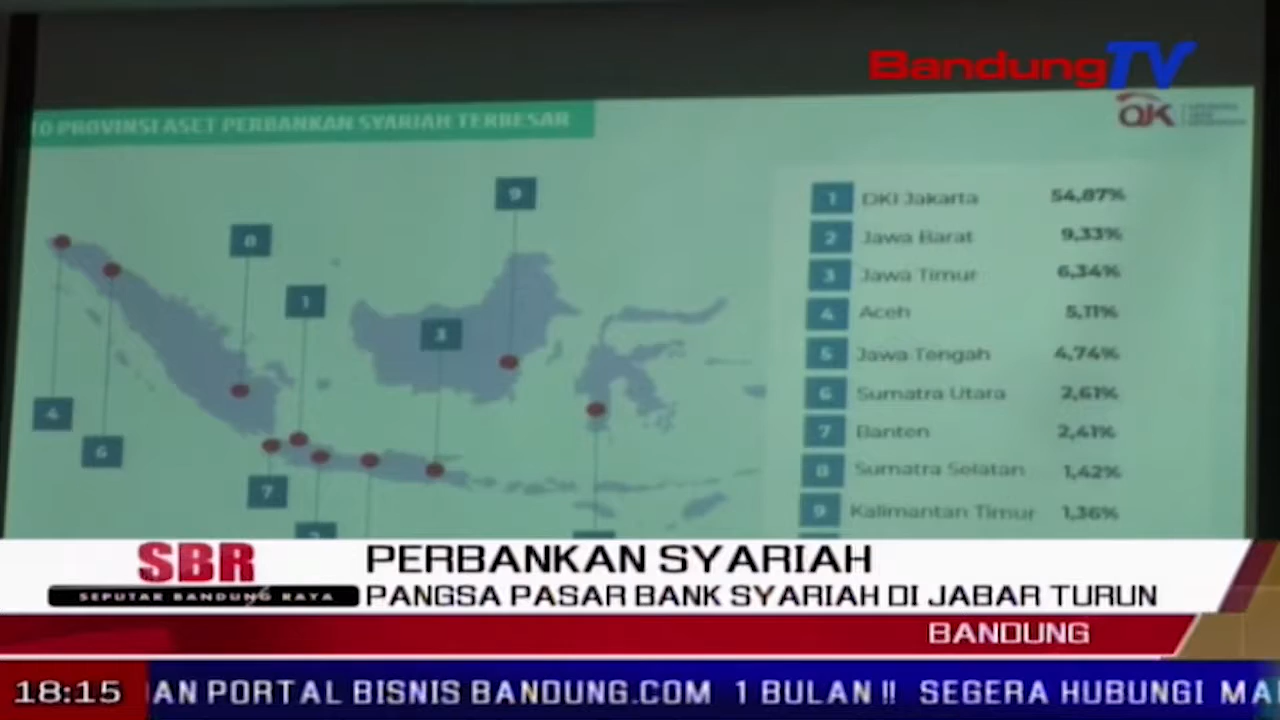 BandungTV
10 PROVINSI ASET PERBANKAN SYARIAH TERBESAR
OJK
9
8
1
3
4
6
7
1 DKI Jakarta 54,87%
2 Jawa Barat 9,33%
3 Jawa Timur 6,34%
4 Aceh 5,11%
5 Jawa Tengah 4,74%
6 Sumatra Utara 2,61%
7 Banten 2,41%
8 Sumatra Selatan 1,42%
9 Kalimantan Timur 1,36%
SBR
SEPUTAR BANDUNG RAYA
PERBANKAN SYARIAH
PANGSA PASAR BANK SYARIAH DI JABAR TURUN
BANDUNG
18:15 AN PORTAL BISNIS BANDUNG.COM 1 BULAN !! SEGERA HUBUNGI